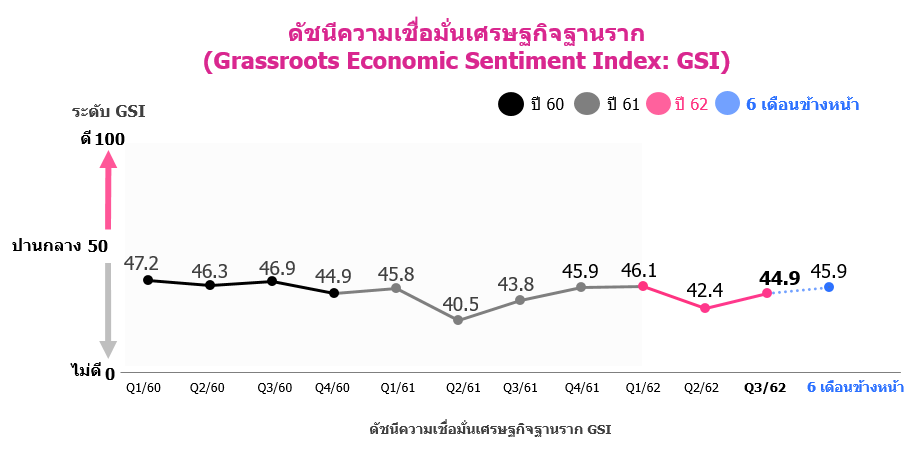 ดัชนีความเชื่อมั่นเศรษฐกิจฐานราก
(Grassroots Economic Sentiment Index: GSI)
ปี 60 ปี 61 ปี 62 6 เดือนข้างหน้า
ระดับ GSI
ดี 100
ปานกลาง 50
47.2 46.3 46.9 44.9 45.8 40.5 43.8 45.9 46.1 42.4 44.9 45.9
ไม่ดี 0
Q1/60 Q2/60 Q3/60 Q4/60 Q1/61 Q2/61 Q3/61 Q4/61 Q1/62 Q2/62 Q3/62 6 เดือนข้างหน้า
ดัชนีความเชื่อมั่นเศรษฐกิจฐานราก GSI